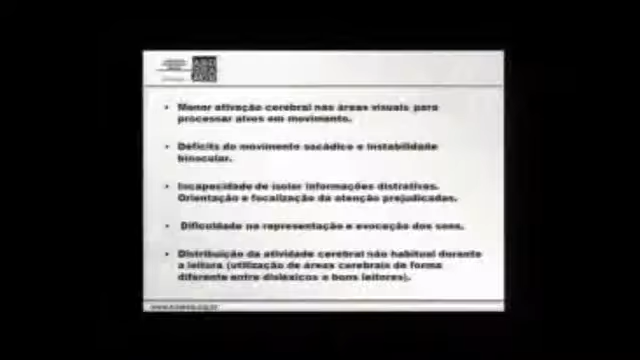 • Menor ativação cerebral nas áreas visuais para
processar alvos em movimento.
• Déficits do movimento sacádico e instabilidade
binocular.
• Incapacidade de isolar informações distrativas.
Orientação e focalização da atenção prejudicadas.
• Dificuldade na representação e evocação dos sons.
• Distribuição da atividade cerebral não habitual durante
a leitura (utilização de áreas cerebrais de forma
diferente entre disléxicos e bons leitores).